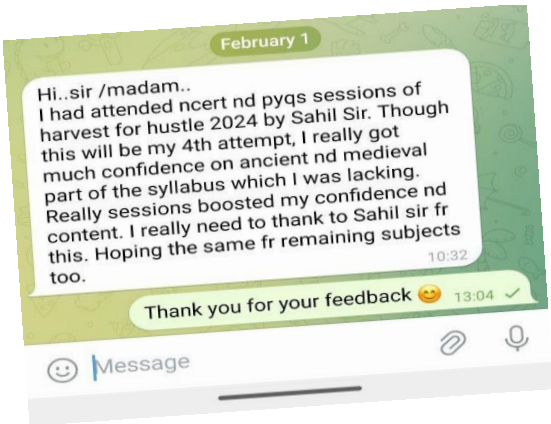 February 1
Hi..sir /madam..
I had attended ncert nd pyqs sessions of
harvest for hustle 2024 by Sahil Sir. Though
this will be my 4th attempt, I really got
much confidence on ancient nd medieval
part of the syllabus which I was lacking.
Really sessions boosted my confidence nd
content. I really need to thank to Sahil sir fr
this. Hoping the same fr remaining subjects
too.
10:32
Thank you for your feedback 😊 13:04
Message